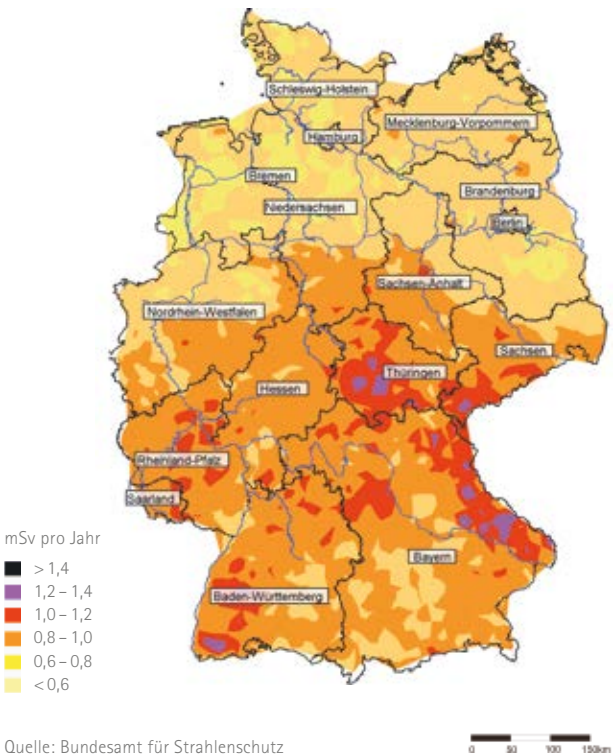 Schleswig-Holstein
Mecklenburg-Vorpommern
Hamburg
Bremen
Brandenburg
Niedersachsen
Berlin
Sachsen-Anhalt
Nordrhein-Westfalen
Sachsen
Thüringen
Hessen
Rheinland-Pfalz
Saarland
Bayern
Baden-Württemberg
mSv pro Jahr
> 1,4
1,2 – 1,4
1,0 – 1,2
0,8 – 1,0
0,6 – 0,8
< 0,6
Quelle: Bundesamt für Strahlenschutz
0 50 100 150km